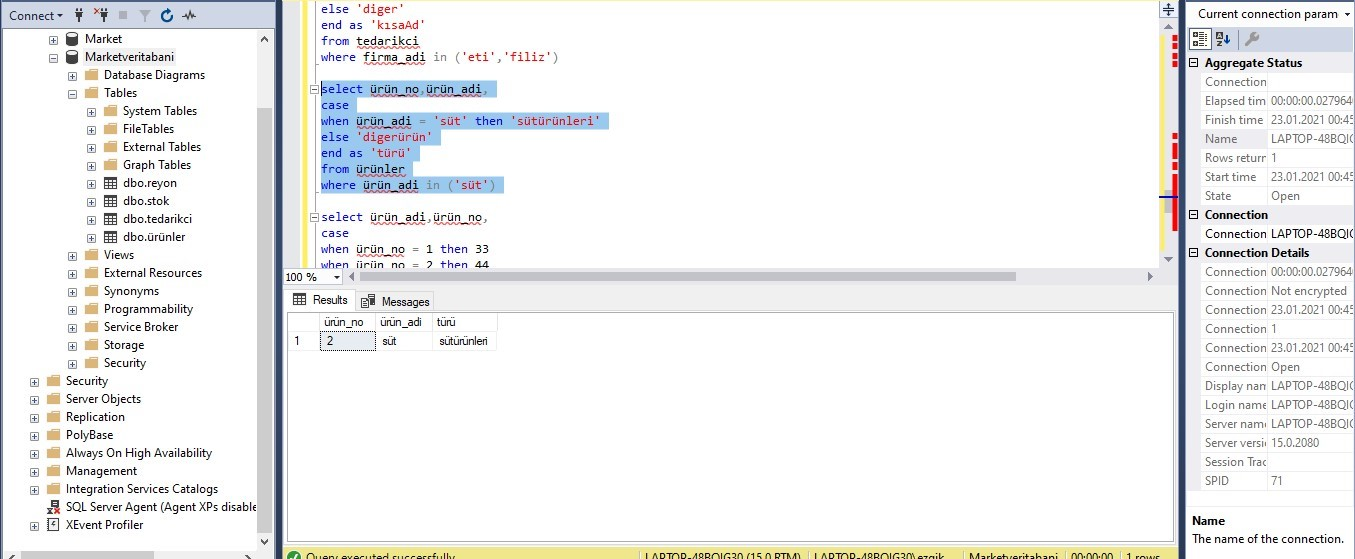 Connect
Market
Marketveritabani
Database Diagrams
Tables
System Tables
FileTables
External Tables
Graph Tables
dbo.reyon
dbo.stok
dbo.tedarikci
dbo.ürünler
Views
External Resources
Synonyms
Programmability
Service Broker
Storage
Security
Security
Server Objects
Replication
PolyBase
Always On High Availability
Management
Integration Services Catalogs
SQL Server Agent (Agent XPs disable
XEvent Profiler
else 'diger'
end as 'kısaAd'
from tedarikci
where firma_adi in ('eti','filiz')
select ürün_no,ürün_adi,
case
when ürün_adi = 'süt' then 'sütürünleri'
else 'digerürün'
end as 'türü'
from ürünler
where ürün_adi in ('süt')
select ürün_adi,ürün_no,
case
when ürün_no = 1 then 33
when ürün_no = 2 then 44
100 %
Results Messages
ürün_no ürün_adi türü
1 2 süt sütürünleri
Query executed successfully. LAPTOP-48BQIG30 (15.0 RTM) LAPTOP-48BQIG30\ezgik Marketveritabani 00:00:00 1 rows
Current connection param
Aggregate Status
Connection
Elapsed tim 00:00:00.027964
Finish time 23.01.2021 00:45
Name LAPTOP-48BQIG
Rows returr 1
Start time 23.01.2021 00:45
State Open
Connection
Connection LAPTOP-48BQIG
Connection Details
Connection 00:00:00.027964
Connection Not encrypted
Connection 23.01.2021 00:45
Connection 1
Connection 23.01.2021 00:45
Connection Open
Display nan LAPTOP-48BQIG
Login name LAPTOP-48BQIG
Server name LAPTOP-48BQIG
Server versi 15.0.2080
Session Trac
SPID 71
Name
The name of the connection.